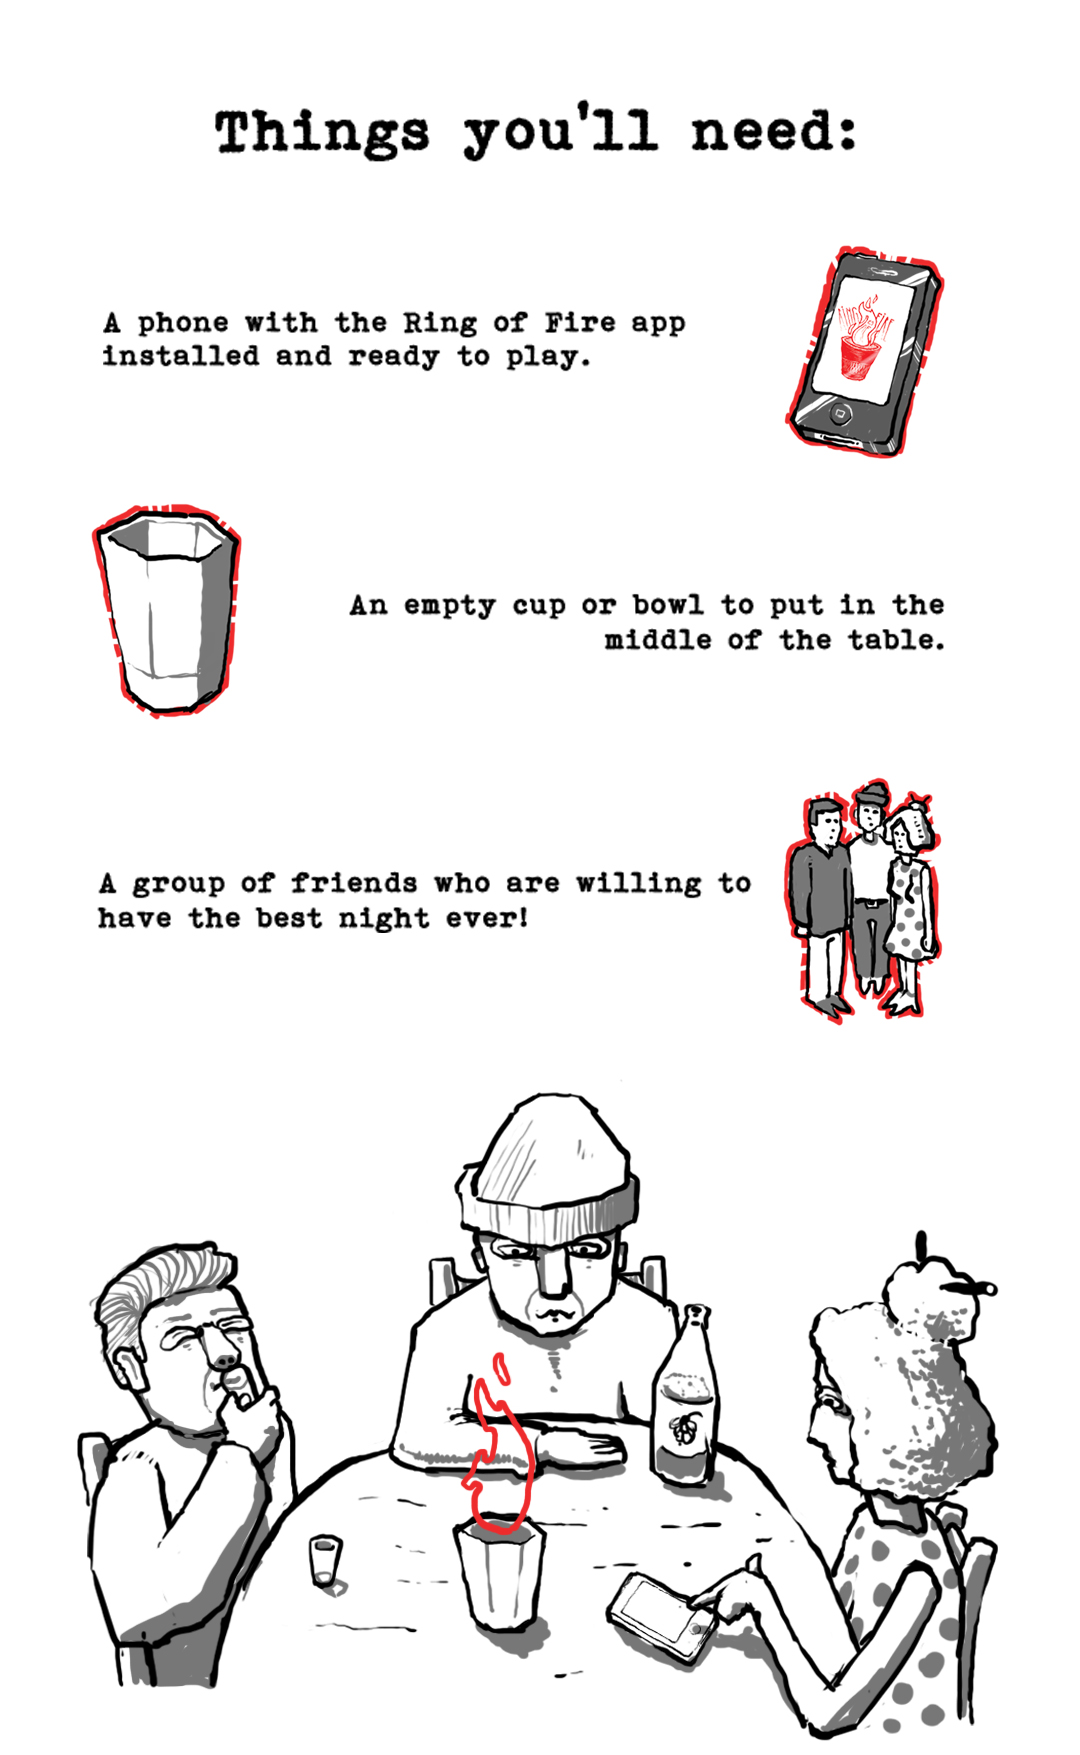 Things you'll need:
A phone with the Ring of Fire app
installed and ready to play.
An empty cup or bowl to put in the
middle of the table.
A group of friends who are willing to
have the best night ever!